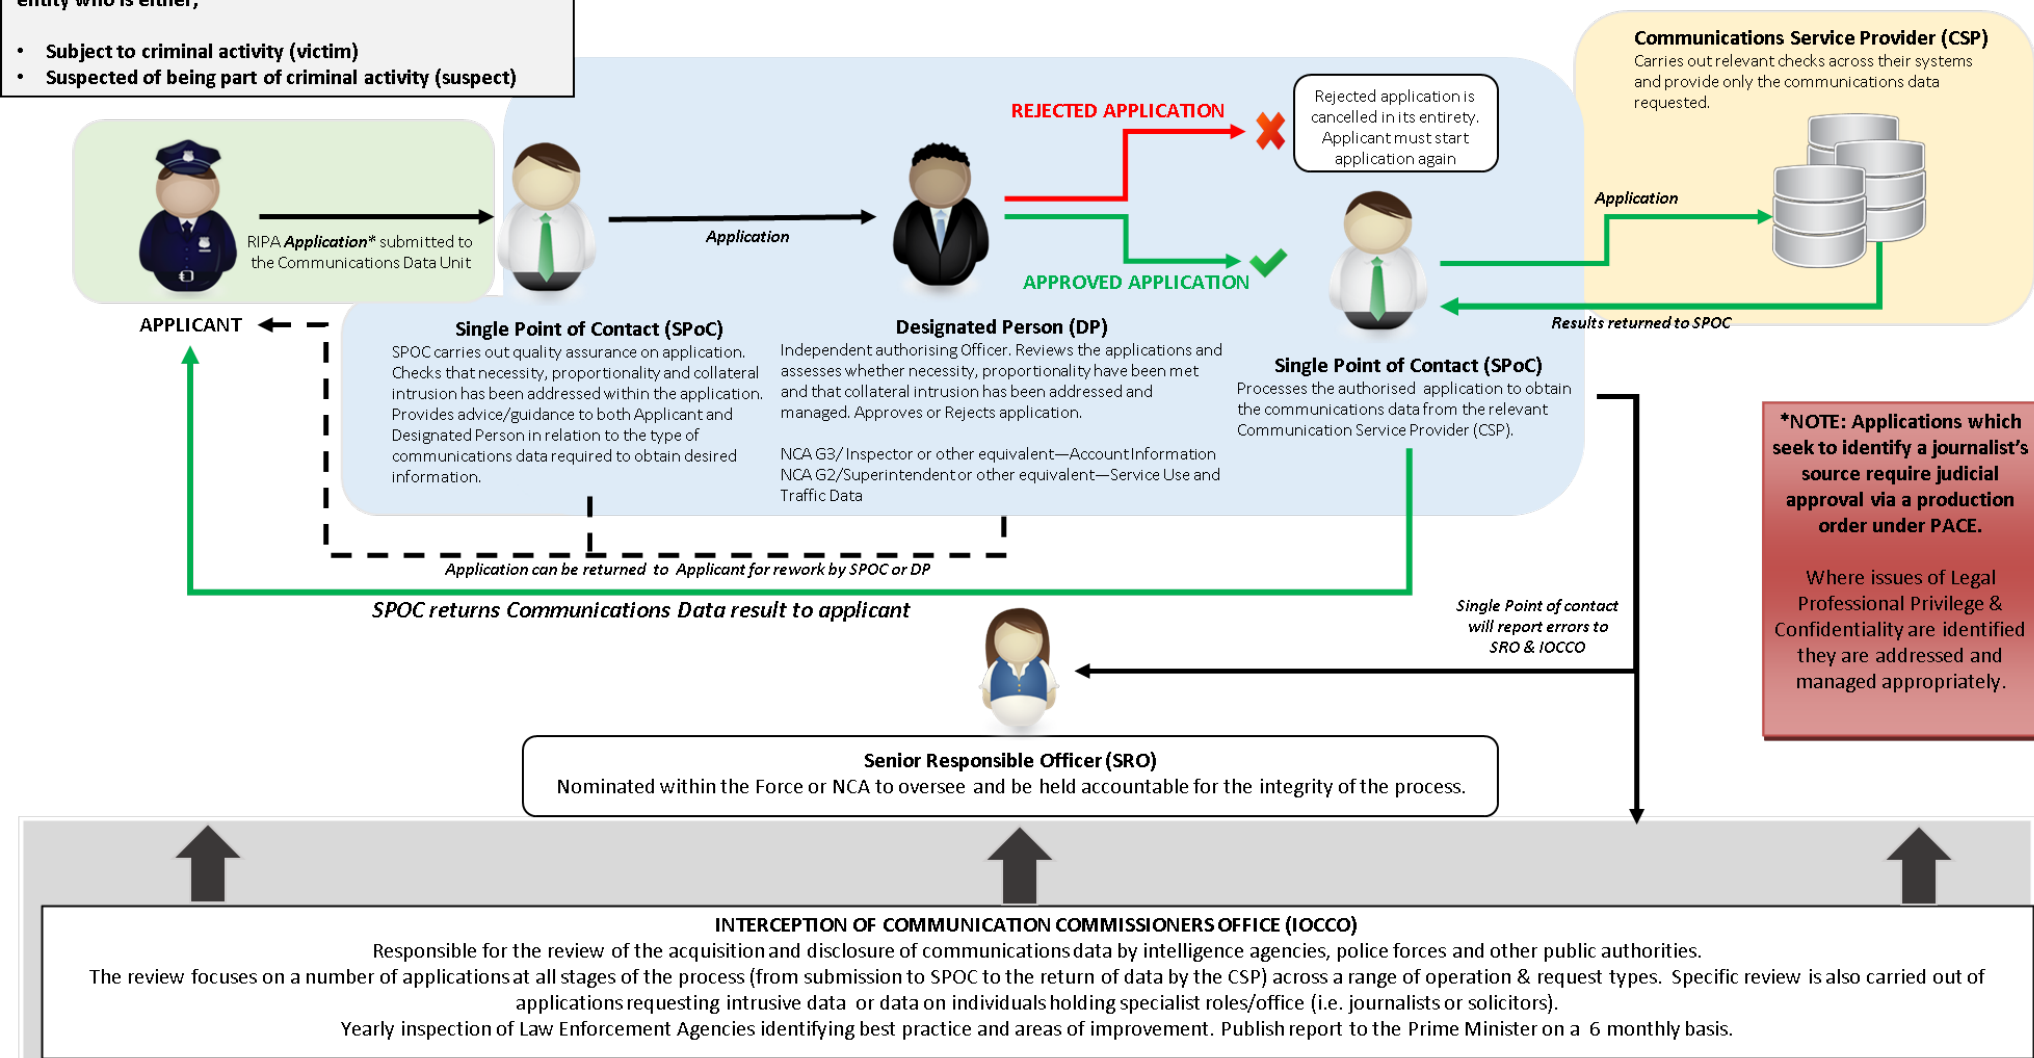 entity who is either;
• Subject to criminal activity (victim)
• Suspected of being part of criminal activity (suspect)
Communications Service Provider (CSP)
Carries out relevant checks across their systems
and provide only the communications data
requested.
REJECTED APPLICATION
Rejected application is
cancelled in its entirety.
Applicant must start
application again
RIPA Application* submitted to
the Communications Data Unit
Application
APPROVED APPLICATION
Application
Results returned to SPOC
APPLICANT
Single Point of Contact (SPoC)
SPOC carries out quality assurance on application.
Checks that necessity, proportionality and collateral
intrusion has been addressed within the application.
Provides advice/guidance to both Applicant and
Designated Person in relation to the type of
communications data required to obtain desired
information.
Designated Person (DP)
Independent authorising Officer. Reviews the applications and
assesses whether necessity, proportionality have been met
and that collateral intrusion has been addressed and
managed. Approves or Rejects application.
NCA G3/ Inspector or other equivalent—Account Information
NCA G2/Superintendent or other equivalent—Service Use and
Traffic Data
Single Point of Contact (SPoC)
Processes the authorised application to obtain
the communications data from the relevant
Communication Service Provider (CSP).
*NOTE: Applications which
seek to identify a journalist's
source require judicial
approval via a production
order under PACE.
Where issues of Legal
Professional Privilege &
Confidentiality are identified
they are addressed and
managed appropriately.
Application can be returned to Applicant for rework by SPOC or DP
SPOC returns Communications Data result to applicant
Single Point of contact
will report errors to
SRO & IOCCO
Senior Responsible Officer (SRO)
Nominated within the Force or NCA to oversee and be held accountable for the integrity of the process.
INTERCEPTION OF COMMUNICATION COMMISSIONERS OFFICE (IOCCO)
Responsible for the review of the acquisition and disclosure of communications data by intelligence agencies, police forces and other public authorities.
The review focuses on a number of applications at all stages of the process (from submission to SPOC to the return of data by the CSP) across a range of operation & request types. Specific review is also carried out of
applications requesting intrusive data or data on individuals holding specialist roles/office (i.e. journalists or solicitors).
Yearly inspection of Law Enforcement Agencies identifying best practice and areas of improvement. Publish report to the Prime Minister on a 6 monthly basis.